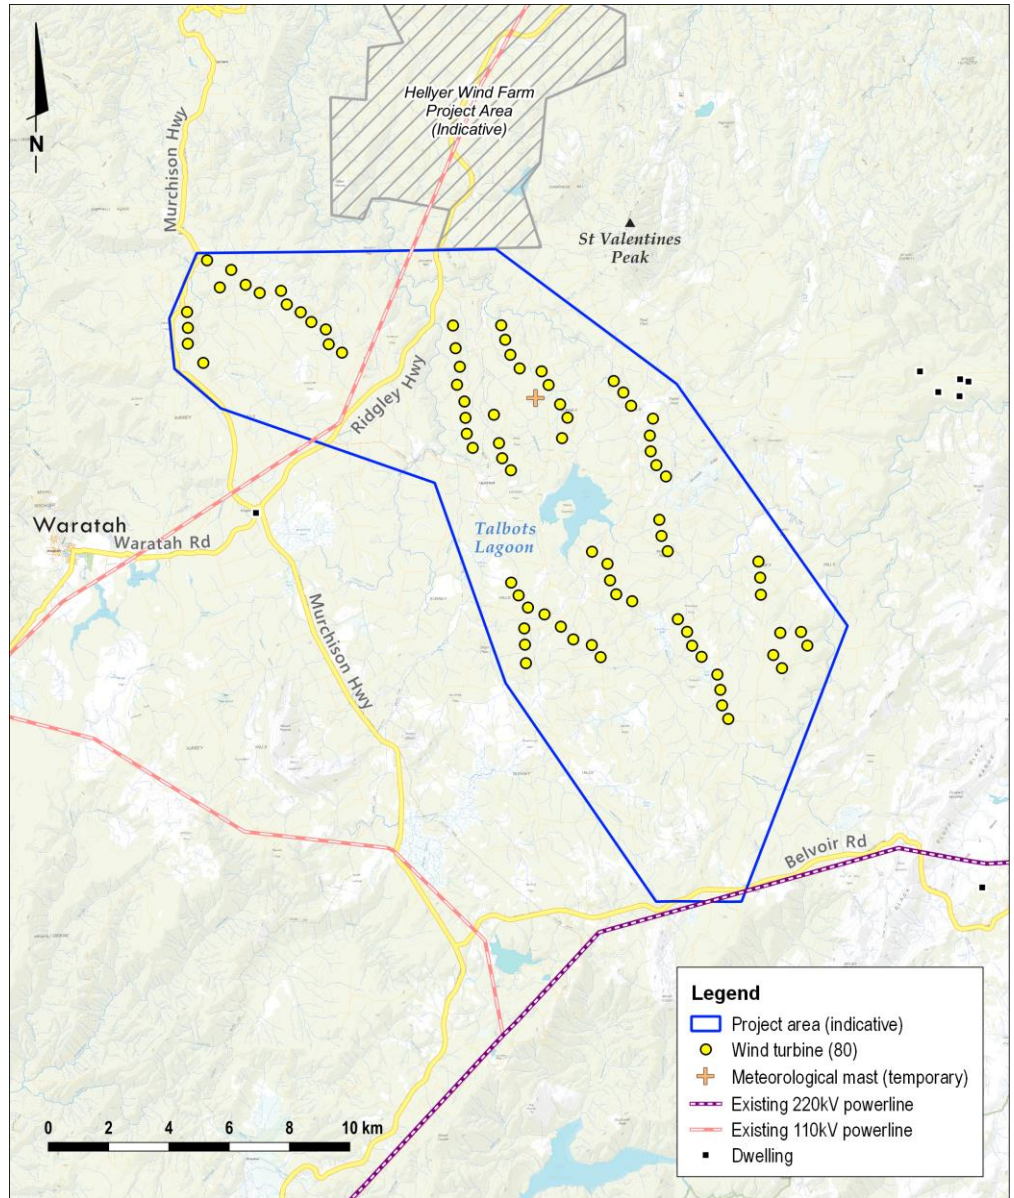 Hellyer Wind Farm
Project Area
(Indicative)
Murchison Hwy
N
St Valentines
Peak
Ridgley Hwy
Waratah
Waratah Rd
Talbots
Lagoon
Murchison Hwy
Belvoir Rd
Legend
Project area (indicative)
Wind turbine (80)
Meteorological mast (temporary)
Existing 220kV powerline
Existing 110kV powerline
Dwelling
0 2 4 6 8 10 km